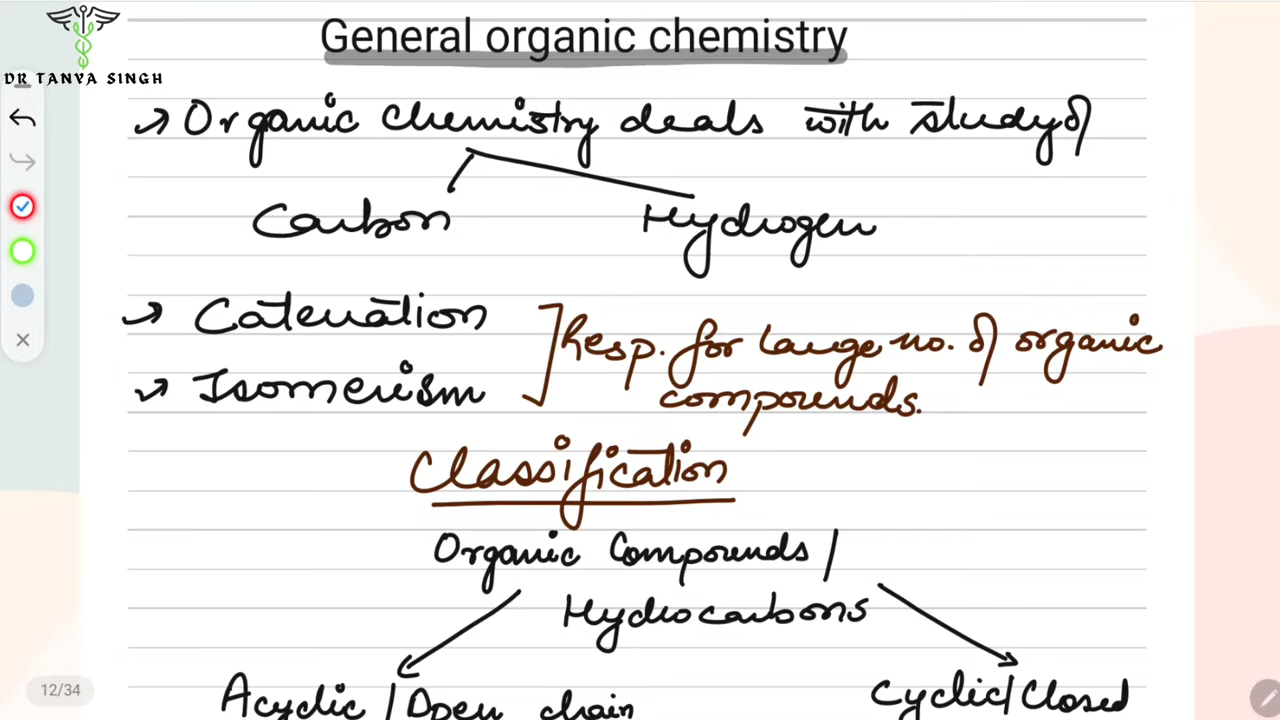 General organic chemistry
DR TANYA SINGH
→ Organic chemistry deals with study of
Carbon Hydrogen
→ Catenation
Resp. for large no. of organic
→ Isomerism
compounds.
Classification
Organic Compounds /
Hydrocarbons
Acyclic / Open chain
Cyclic / Closed
12/34